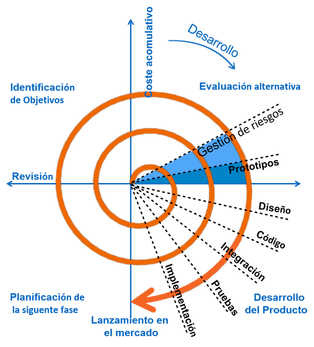 Coste acomulativo
Desarrollo
Identificación
de Objetivos
Evaluación alternativa
Gestión de riesgos
Prototipos
Revisión
Diseño
Código
Integración
Pruebas
Implementación
Planificación de
la siguente fase
Lanzamiento en
el mercado
Desarrollo
del Producto